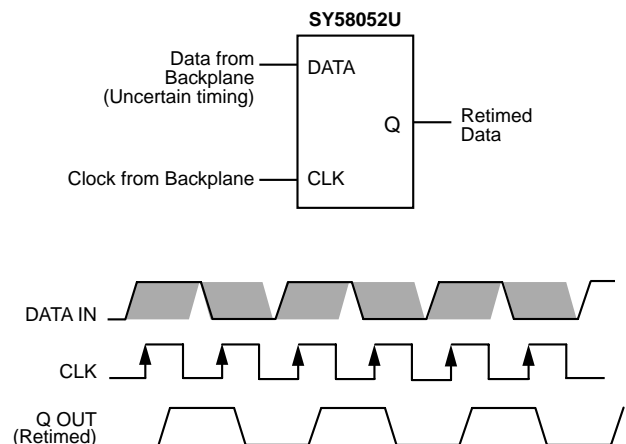 SY58052U
Data from
Backplane
(Uncertain timing)
DATA
Q
Retimed
Data
Clock from Backplane
CLK
DATA IN
CLK
Q OUT
(Retimed)